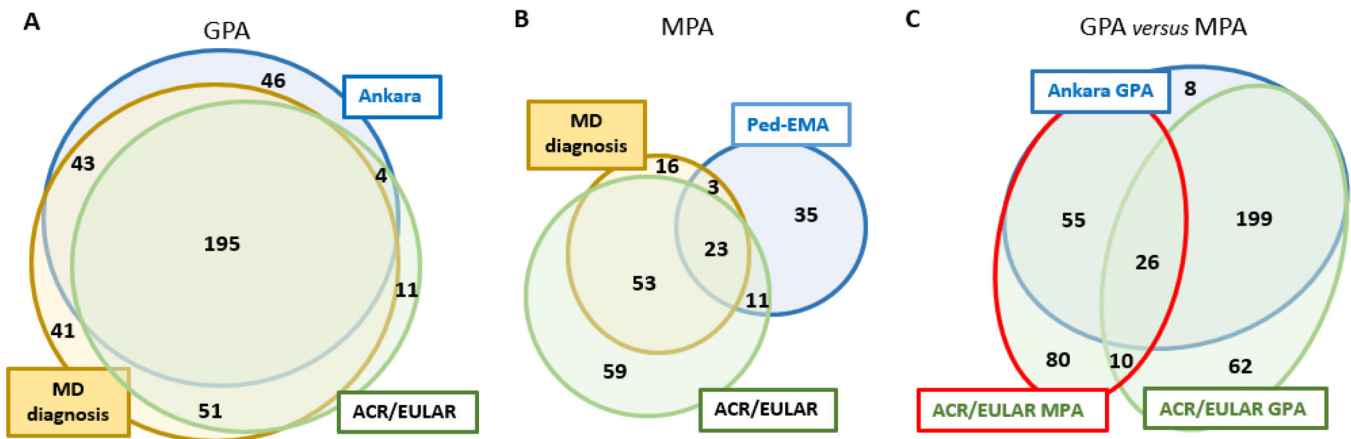 A
GPA
46
Ankara
43
4
195
11
41
MD
diagnosis
51
ACR/EULAR
B
MPA
MD
diagnosis
Ped-EMA
16
3
35
23
53
11
59
ACR/EULAR
C
GPA versus MPA
Ankara GPA
8
55
199
26
80
10
62
ACR/EULAR MPA
ACR/EULAR GPA